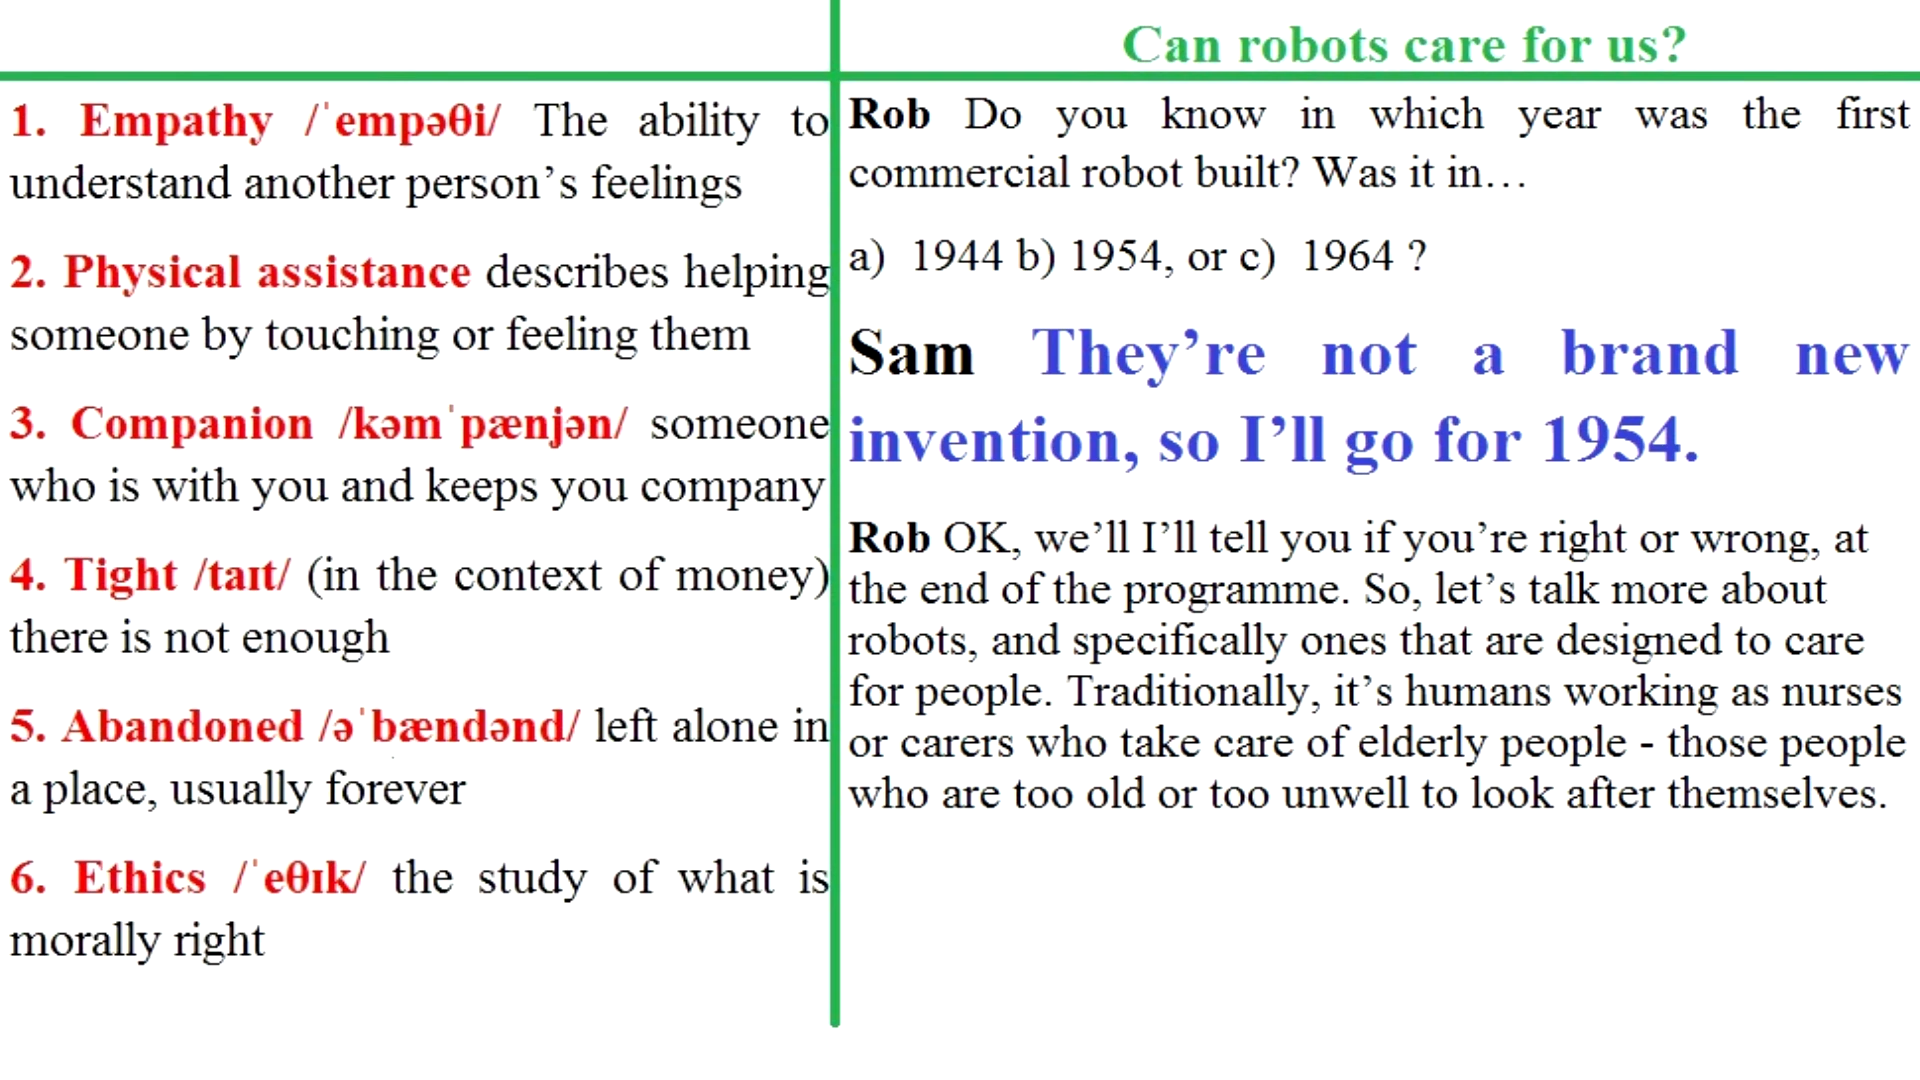 Can robots care for us?
1. Empathy /ˈempəθi/ The ability to
understand another person’s feelings
2. Physical assistance describes helping
someone by touching or feeling them
3. Companion /kəmˈpænjən/ someone
who is with you and keeps you company
4. Tight /taɪt/ (in the context of money)
there is not enough
5. Abandoned /əˈbændənd/ left alone in
a place, usually forever
6. Ethics /ˈeθɪk/ the study of what is
morally right
Rob Do you know in which year was the first
commercial robot built? Was it in…
a) 1944 b) 1954, or c) 1964 ?
Sam They’re not a brand new
invention, so I’ll go for 1954.
Rob OK, we’ll I’ll tell you if you’re right or wrong, at
the end of the programme. So, let’s talk more about
robots, and specifically ones that are designed to care
for people. Traditionally, it’s humans working as nurses
or carers who take care of elderly people - those people
who are too old or too unwell to look after themselves.